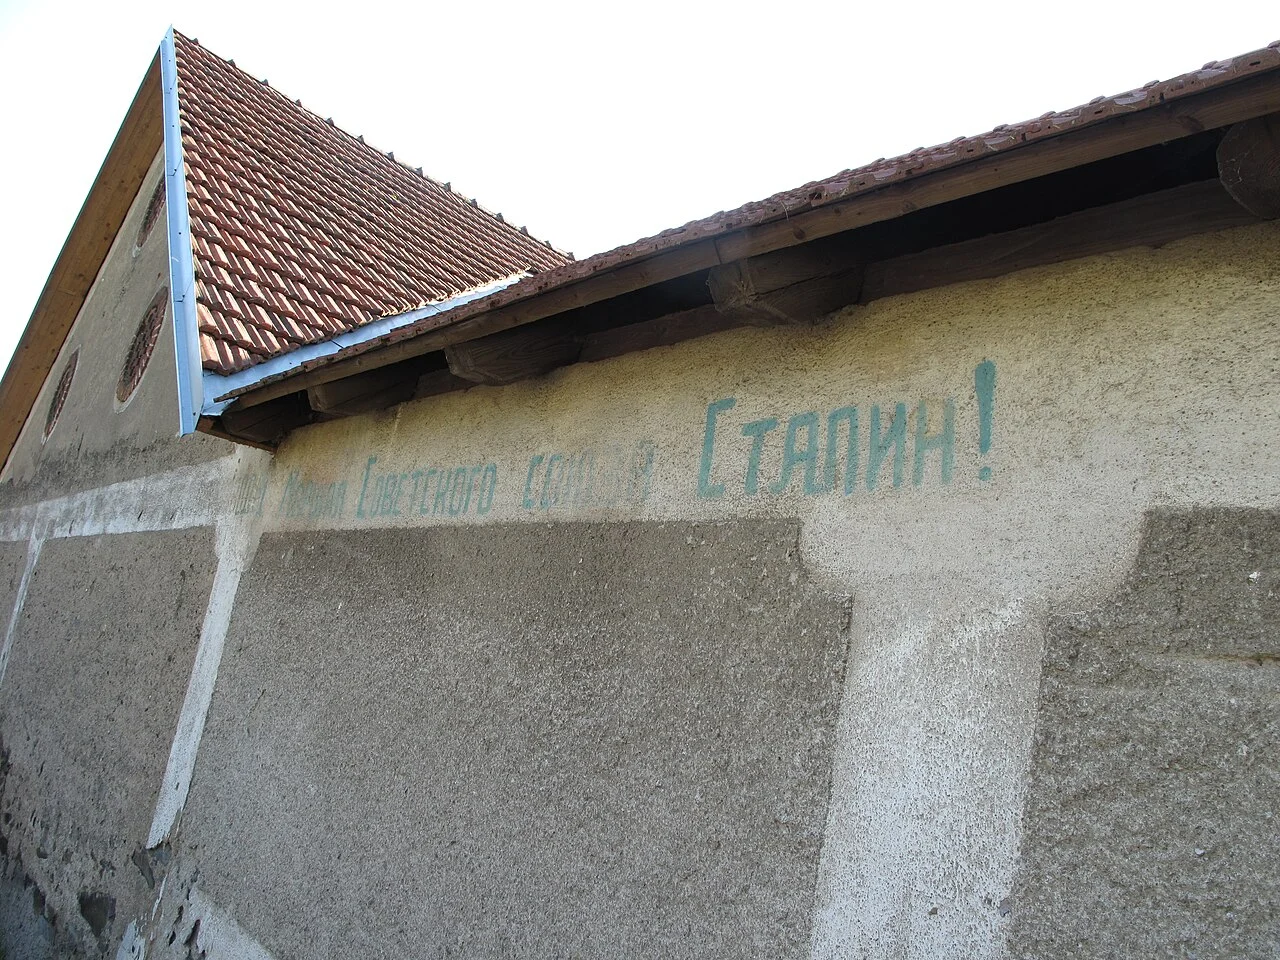 Маршал Советского союза Сталин!